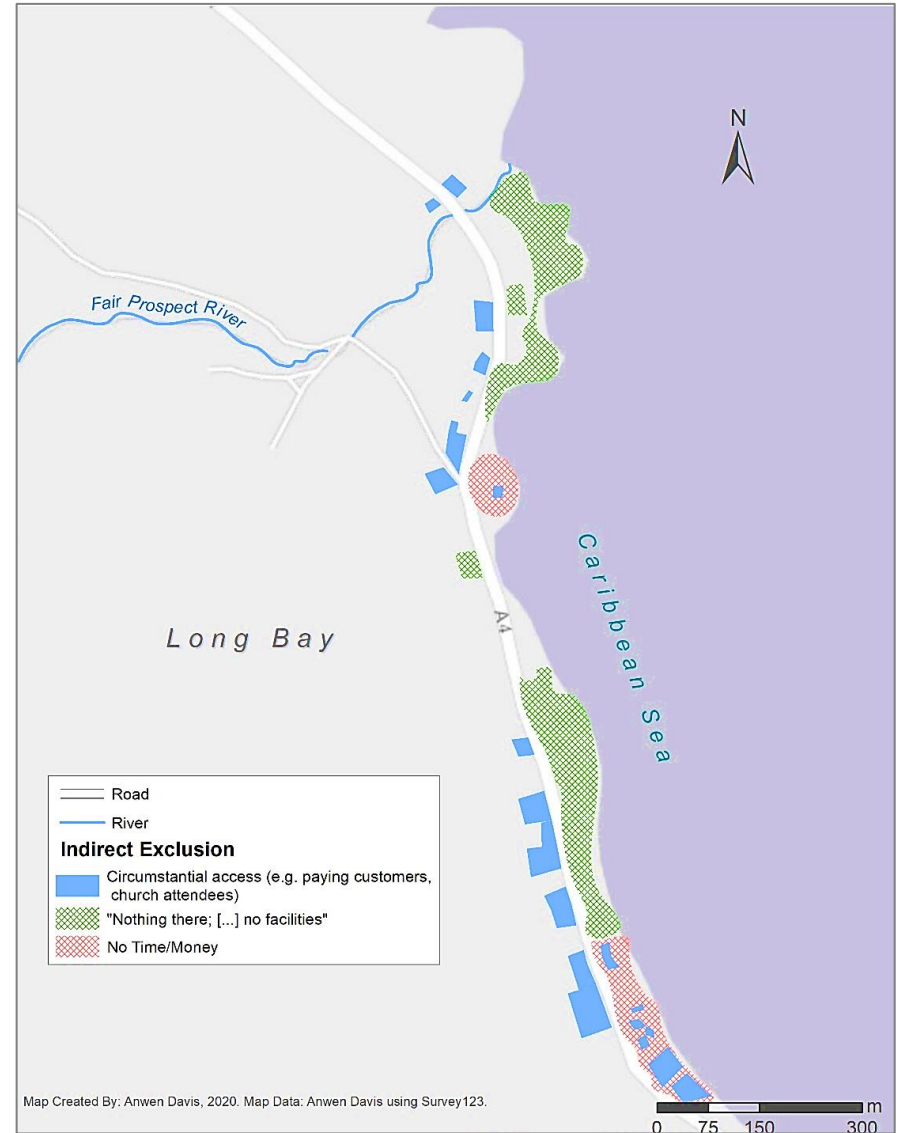 N
Fair Prospect River
Caribbean Sea
A4
Long Bay
Road
River
Indirect Exclusion
Circumstantial access (e.g. paying customers,
church attendees)
"Nothing there; [...] no facilities"
No Time/Money
Map Created By: Anwen Davis, 2020. Map Data: Anwen Davis using Survey123.
m
0 75 150 300